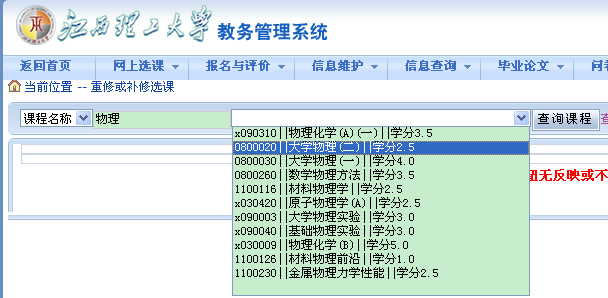 江西理工大学 教务管理系统
返回首页 网上选课 报名与评价 信息维护 信息查询 毕业论文 问
当前位置 -- 重修或补修选课
课程名称 物理 查询课程
x090310||物理化学(A)(一)||学分3.5
0800020||大学物理(二)||学分2.5
0800030||大学物理(一)||学分4.0
0800260||数学物理方法||学分3.5
1100116||材料物理学||学分2.5
x030420||原子物理学(A)||学分2.5
x090003||大学物理实验||学分3.0
x090040||基础物理实验||学分3.0
x030009||物理化学(B)||学分5.0
1100126||材料物理前沿||学分1.0
1100230||金属物理力学性能||学分2.5
无反映或不